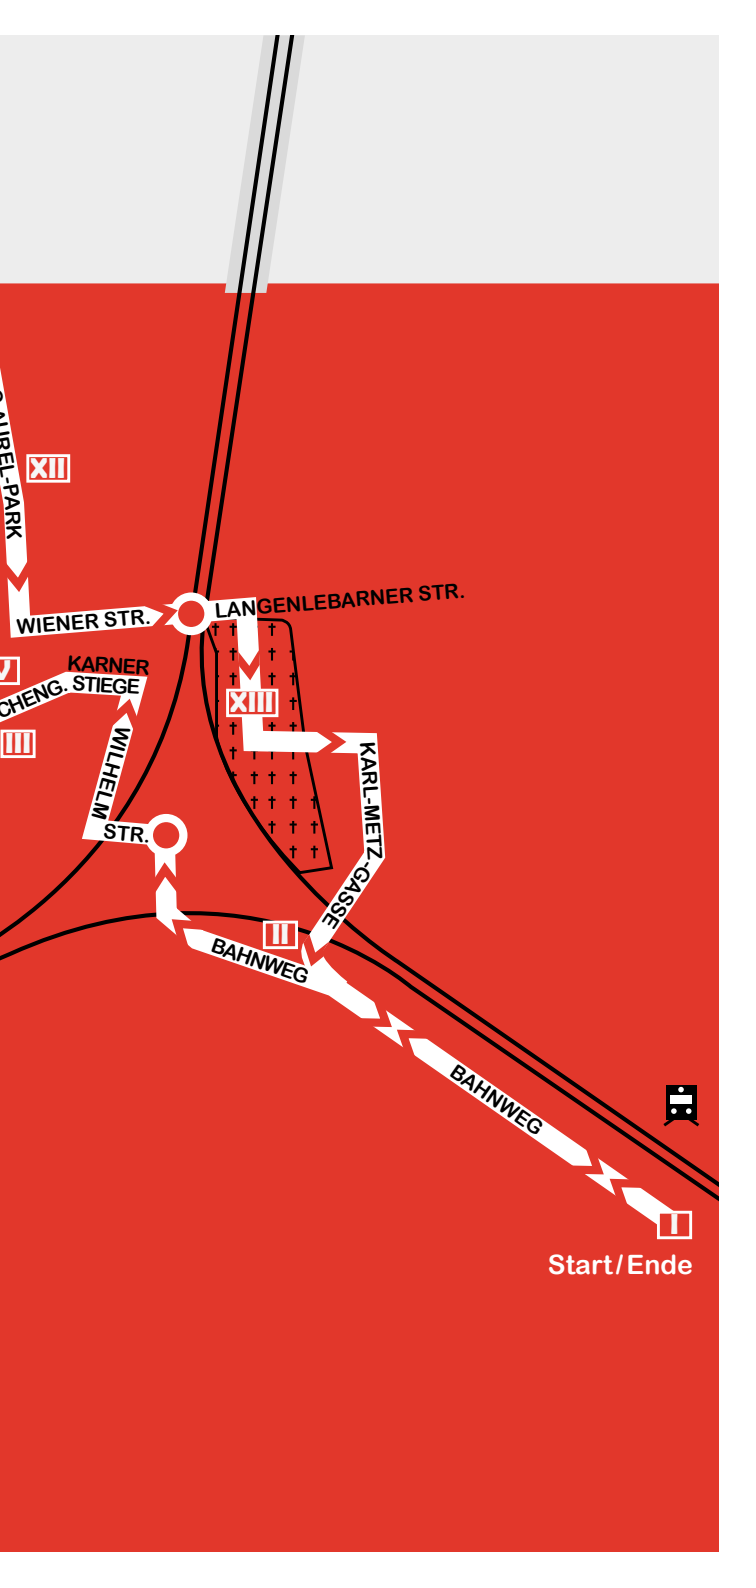 AUREL-PARK
XII
LANGENLEBARNER STR.
WIENER STR.
KARNER
STIEGE
CHENG.
V
III
XIII
WILHELM
STR.
KARL-METZ-GASSE
II
BAHNWEG
BAHNWEG
I
Start/Ende